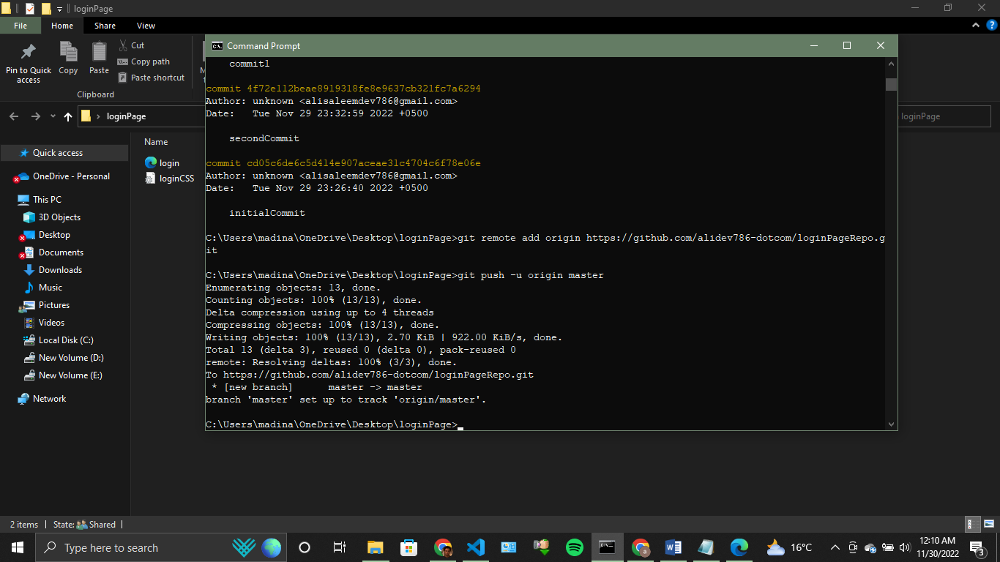 loginPage
File Home Share View
Cut
Copy path
Paste shortcut
Pin to Quick access
Copy
Paste
Clipboard
loginPage
loginPage
Name
login
loginCSS
Quick access
OneDrive - Personal
This PC
3D Objects
Desktop
Documents
Downloads
Music
Pictures
Videos
Local Disk (C:)
New Volume (D:)
New Volume (E:)
Network
Command Prompt
commit1
commit 4f72e112beae8919318fe8e9637cb321fc7a6294
Author: unknown <alisaleemdev786@gmail.com>
Date:   Tue Nov 29 23:32:59 2022 +0500
secondCommit
commit cd05c6de6c5d414e907aceae31c4704c6f78e06e
Author: unknown <alisaleemdev786@gmail.com>
Date:   Tue Nov 29 23:26:40 2022 +0500
initialCommit
C:\Users\madina\OneDrive\Desktop\loginPage>git remote add origin https://github.com/alidev786-dotcom/loginPageRepo.g
it
C:\Users\madina\OneDrive\Desktop\loginPage>git push -u origin master
Enumerating objects: 13, done.
Counting objects: 100% (13/13), done.
Delta compression using up to 4 threads
Compressing objects: 100% (13/13), done.
Writing objects: 100% (13/13), 2.70 KiB | 922.00 KiB/s, done.
Total 13 (delta 3), reused 0 (delta 0), pack-reused 0
remote: Resolving deltas: 100% (3/3), done.
To https://github.com/alidev786-dotcom/loginPageRepo.git
 * [new branch]      master -> master
branch 'master' set up to track 'origin/master'.
C:\Users\madina\OneDrive\Desktop\loginPage>
2 items | State: Shared |
Type here to search
16°C
12:10 AM
11/30/2022
3